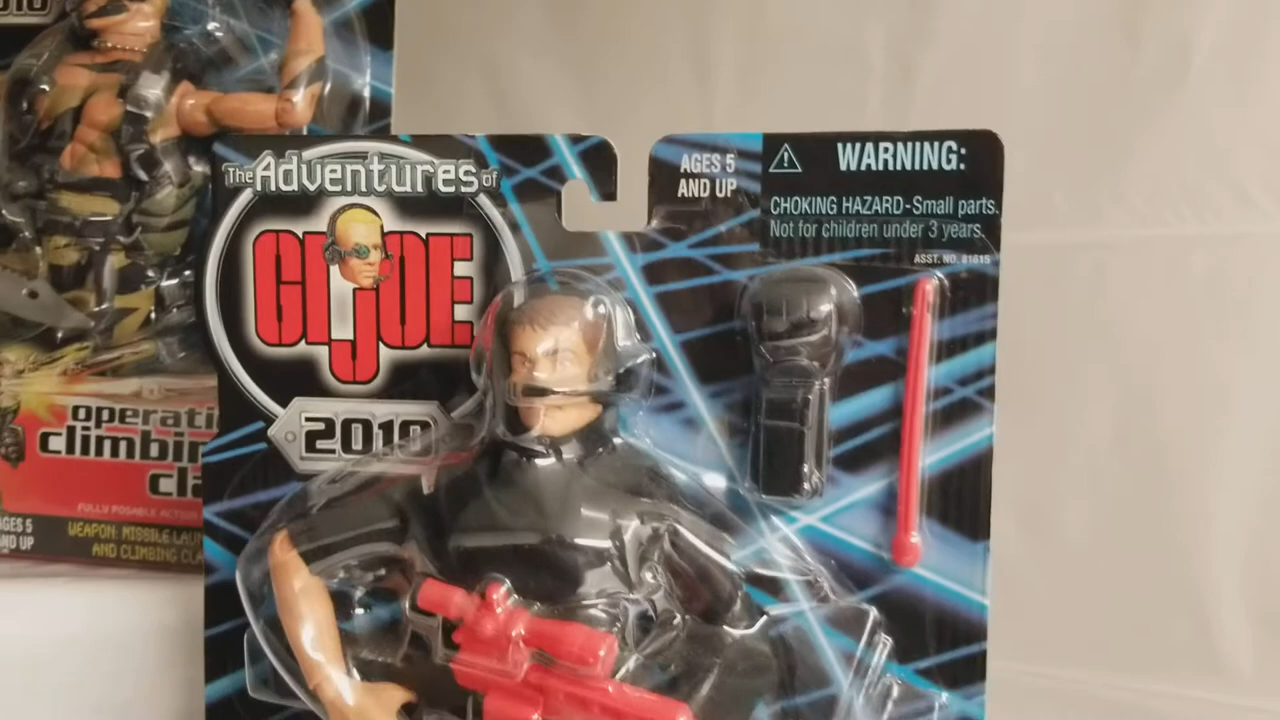 The Adventures of
GI JOE
2010
AGES 5
AND UP
WARNING:
CHOKING HAZARD-Small parts.
Not for children under 3 years.
ASST. NO. 81615
operati
climbin
cla
FULLY POSABLE ACTION
AGES 5
AND UP
WEAPON: MISSILE LAUN
AND CLIMBING CLA